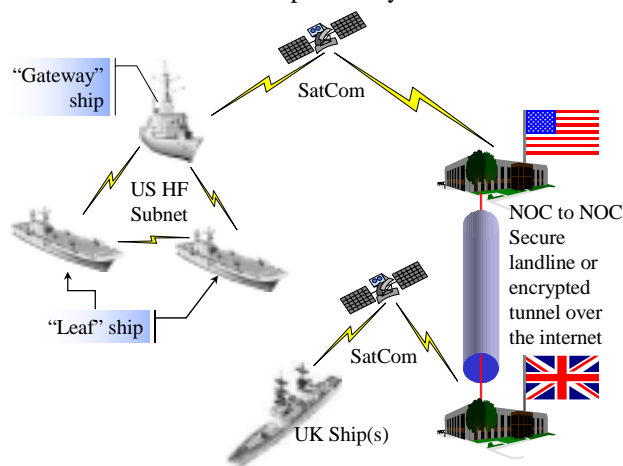 “Gateway”
ship
SatCom
US HF
Subnet
NOC to NOC
Secure
landline or
encrypted
tunnel over
the internet
“Leaf” ship
SatCom
UK Ship(s)